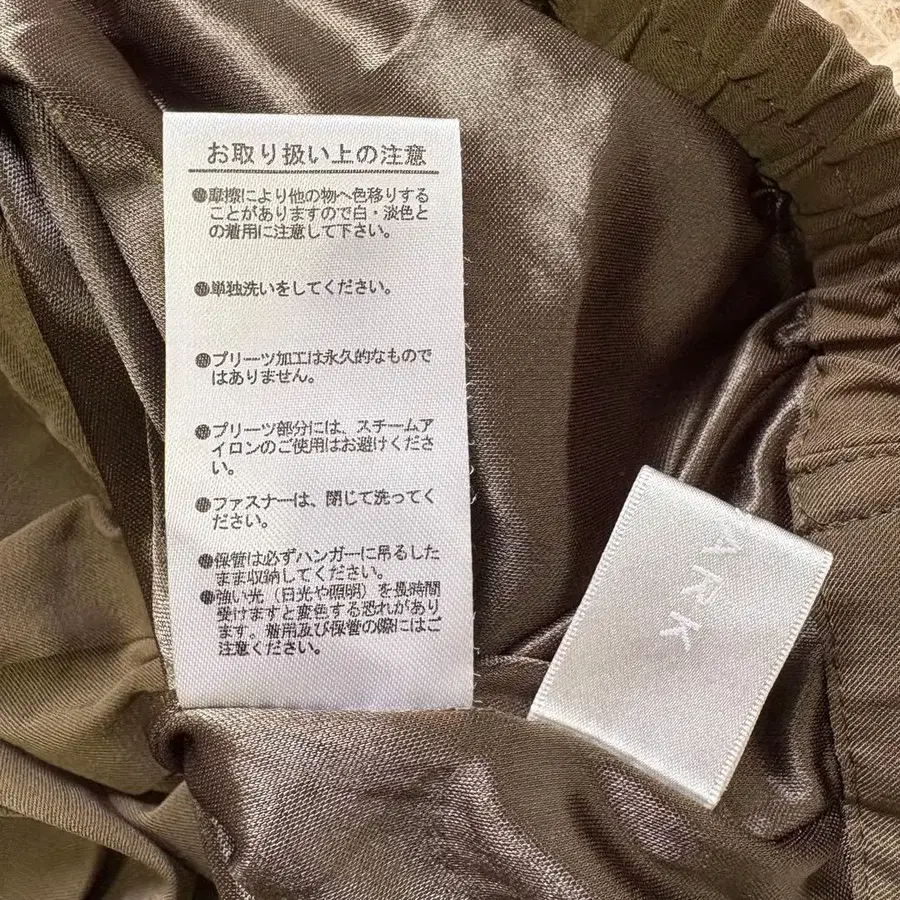 お取り扱い上の注意
●摩擦により他の物へ色移りする
ことがありますので白・淡色と
の着用に注意して下さい。
●単独洗いをしてください。
●プリーツ加工は永久的なもので
はありません。
●プリーツ部分には、スチームア
イロンのご使用はお避けくださ
い。
●ファスナーは、閉じて洗ってく
ださい。
●保管は必ずハンガーに吊るした
まま収納してください。
●強い光（日光や照明）を長時間
受けますと変色する恐れがあり
ます。着用及び保管の際にはご
注意ください。
ARK